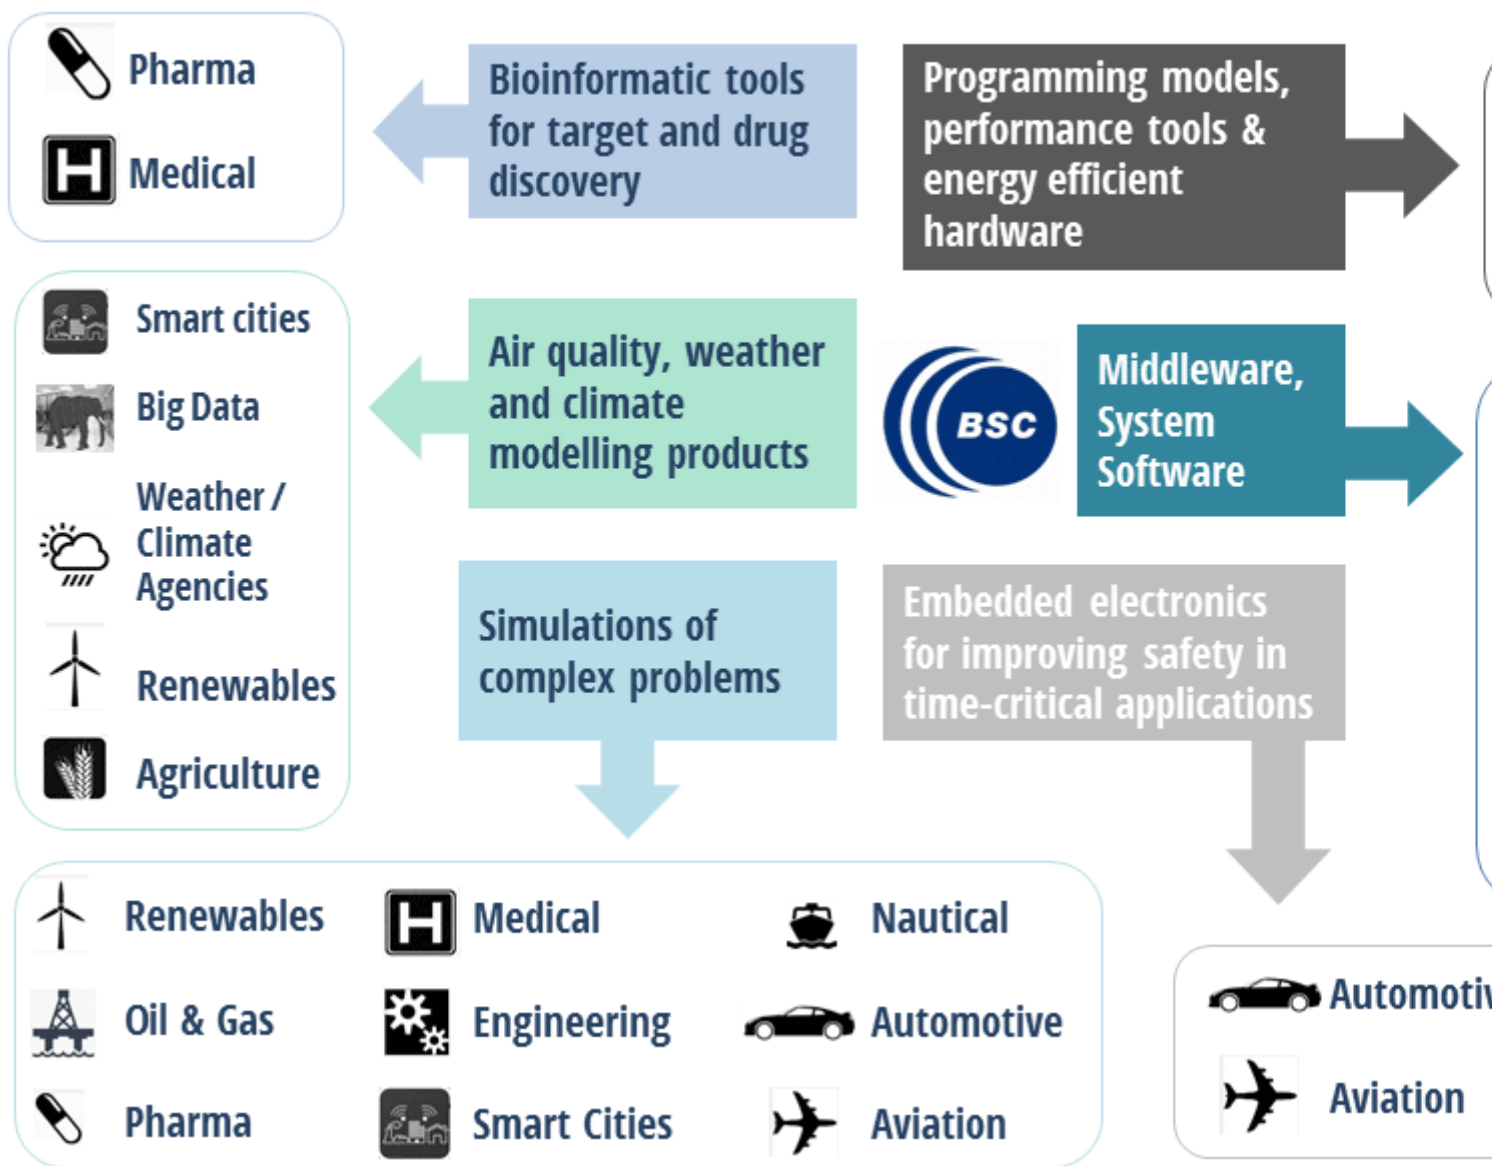 Pharma
Medical
Bioinformatic tools
for target and drug
discovery
Programming models,
performance tools &
energy efficient
hardware
Smart cities
Big Data
Weather /
Climate
Agencies
Renewables
Agriculture
Air quality, weather
and climate
modelling products
BSC
Middleware,
System
Software
Simulations of
complex problems
Embedded electronics
for improving safety in
time-critical applications
Renewables
Medical
Nautical
Oil & Gas
Engineering
Automotive
Pharma
Smart Cities
Aviation
Aviation